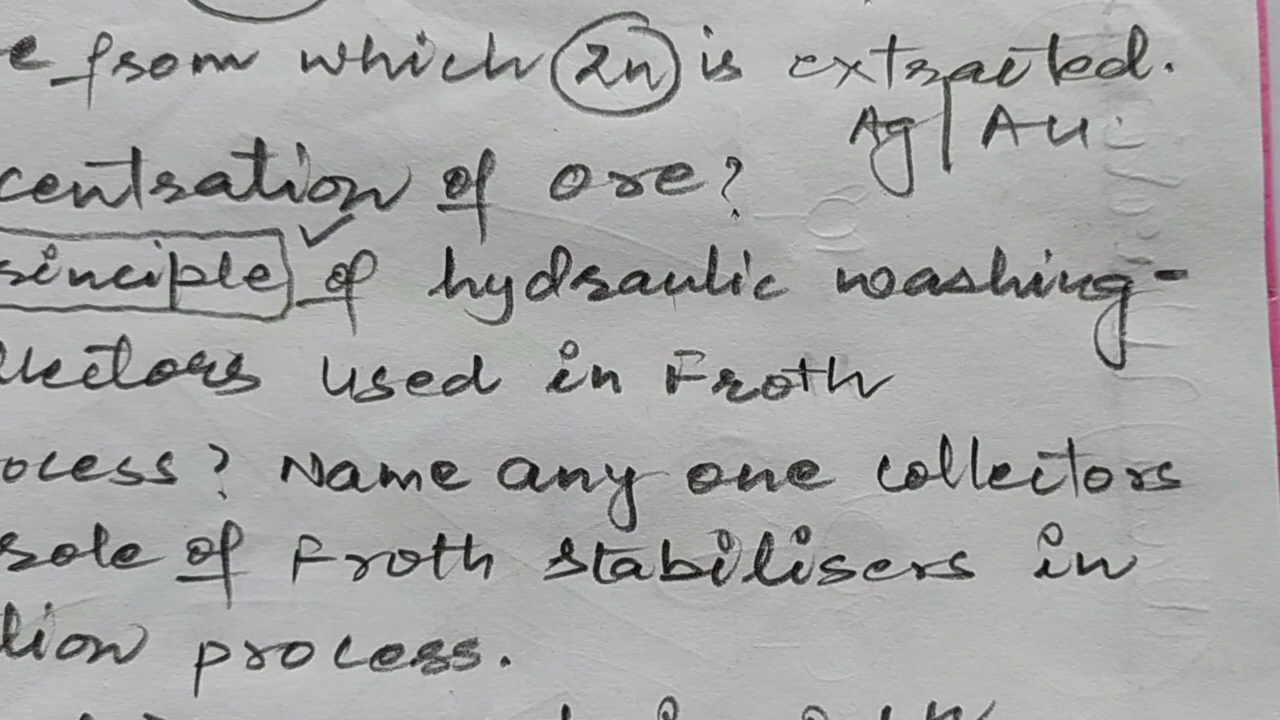 e from which Zn is extracted.
Ag | Au
centration of ore?
rinciple of hydraulic washing-
llectors used in Froth
ocess? Name any one collectors
role of Froth stabilisers in
tion process.